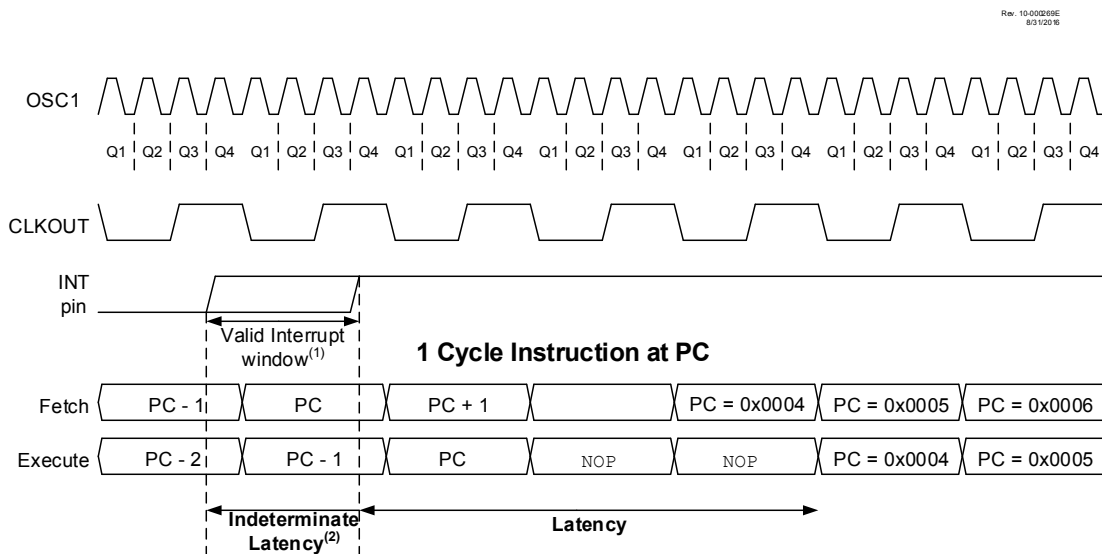 Rev. 10-000269E
8/31/2016
OSC1
Q1 Q2 Q3 Q4 Q1 Q2 Q3 Q4 Q1 Q2 Q3 Q4 Q1 Q2 Q3 Q4 Q1 Q2 Q3 Q4 Q1 Q2 Q3 Q4 Q1 Q2 Q3 Q4
CLKOUT
INT
pin
Valid Interrupt
window(1)
1 Cycle Instruction at PC
Fetch PC - 1 PC PC + 1 PC = 0x0004 PC = 0x0005 PC = 0x0006
Execute PC - 2 PC - 1 PC NOP NOP PC = 0x0004 PC = 0x0005
Indeterminate
Latency(2)
Latency